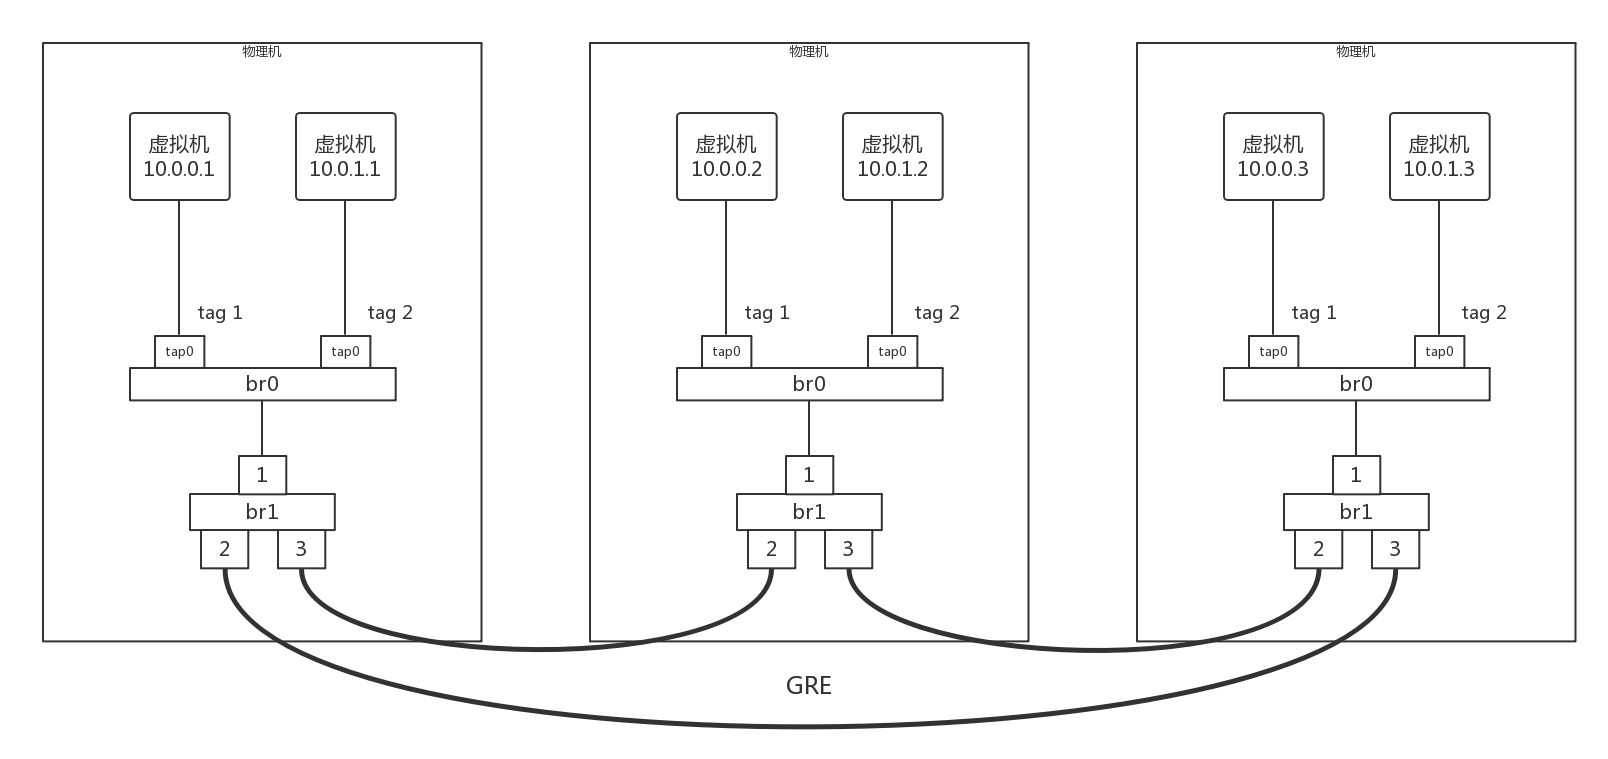 物理机
虚拟机
10.0.0.1
虚拟机
10.0.1.1
tag 1
tag 2
tap0
tap0
br0
1
br1
2
3
物理机
虚拟机
10.0.0.2
虚拟机
10.0.1.2
tag 1
tag 2
tap0
tap0
br0
1
br1
2
3
物理机
虚拟机
10.0.0.3
虚拟机
10.0.1.3
tag 1
tag 2
tap0
tap0
br0
1
br1
2
3
GRE